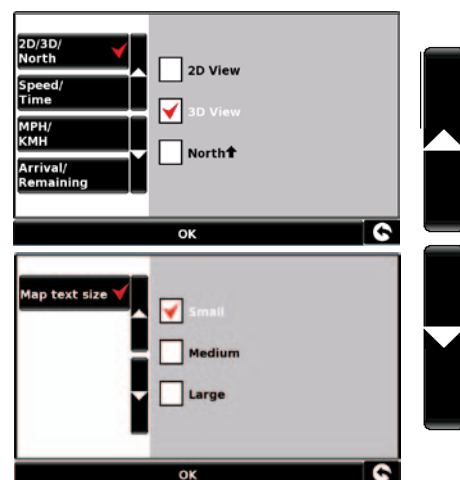 2D/3D/
North
Speed/
Time
MPH/
KMH
Arrival/
Remaining
2D View
3D View
North⬆
OK
Map text size
Small
Medium
Large
OK